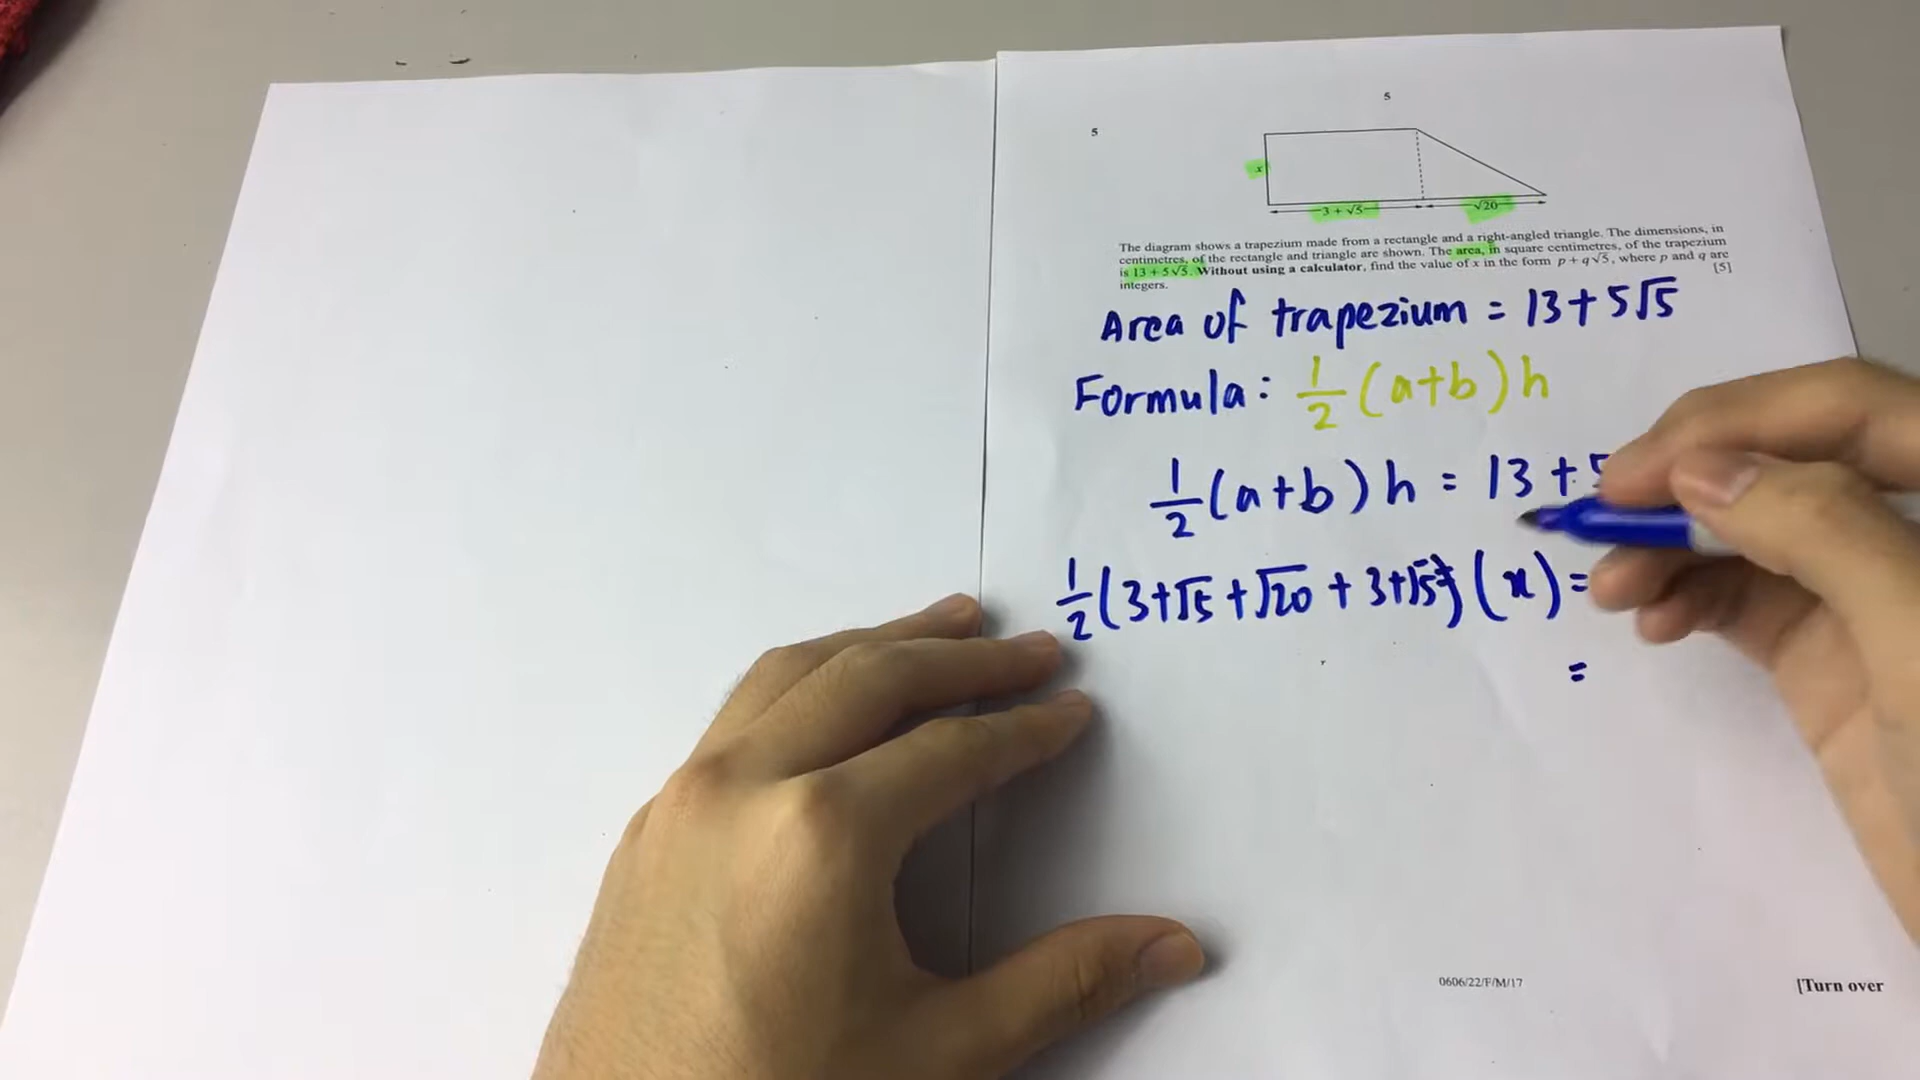 5
5
x
3 + √5
√20
The diagram shows a trapezium made from a rectangle and a right-angled triangle. The dimensions, in
centimetres, of the rectangle and triangle are shown. The area, in square centimetres, of the trapezium
is 13 + 5√5. Without using a calculator, find the value of x in the form p + q√5, where p and q are
integers. [5]
Area of trapezium = 13 + 5√5
Formula: 1/2 (a+b) h
1/2 (a+b) h = 13 + 5
1/2 (3+√5 + √20 + 3+√5) (x) =
=
0606/22/F/M/17
[Turn over